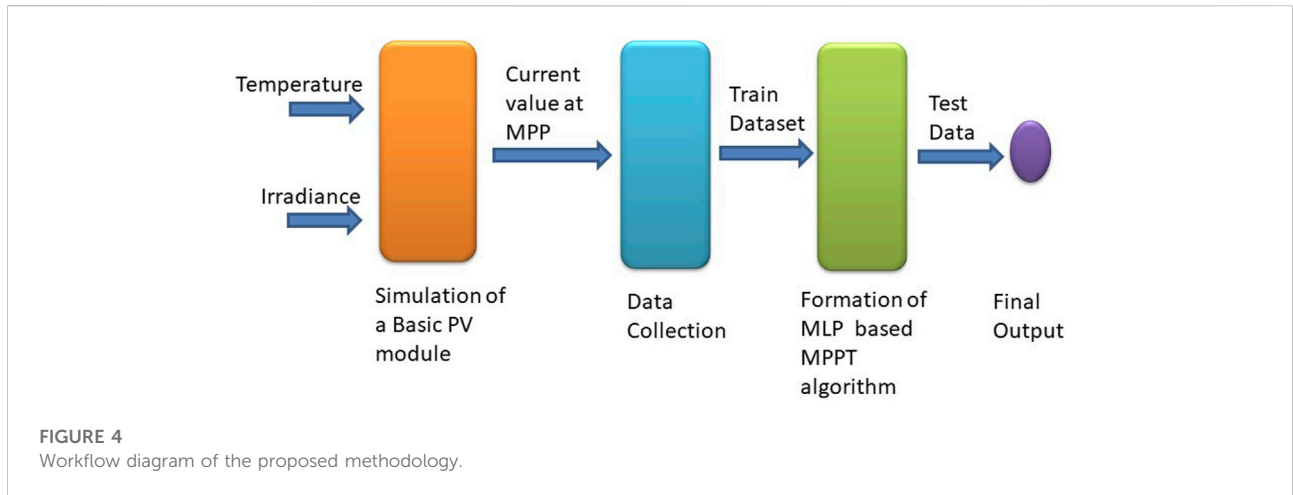 Temperature
Irradiance
Simulation of
a Basic PV
module
Current
value at
MPP
Data
Collection
Train
Dataset
Formation of
MLP based
MPPT
algorithm
Test
Data
Final
Output
FIGURE 4
Workflow diagram of the proposed methodology.